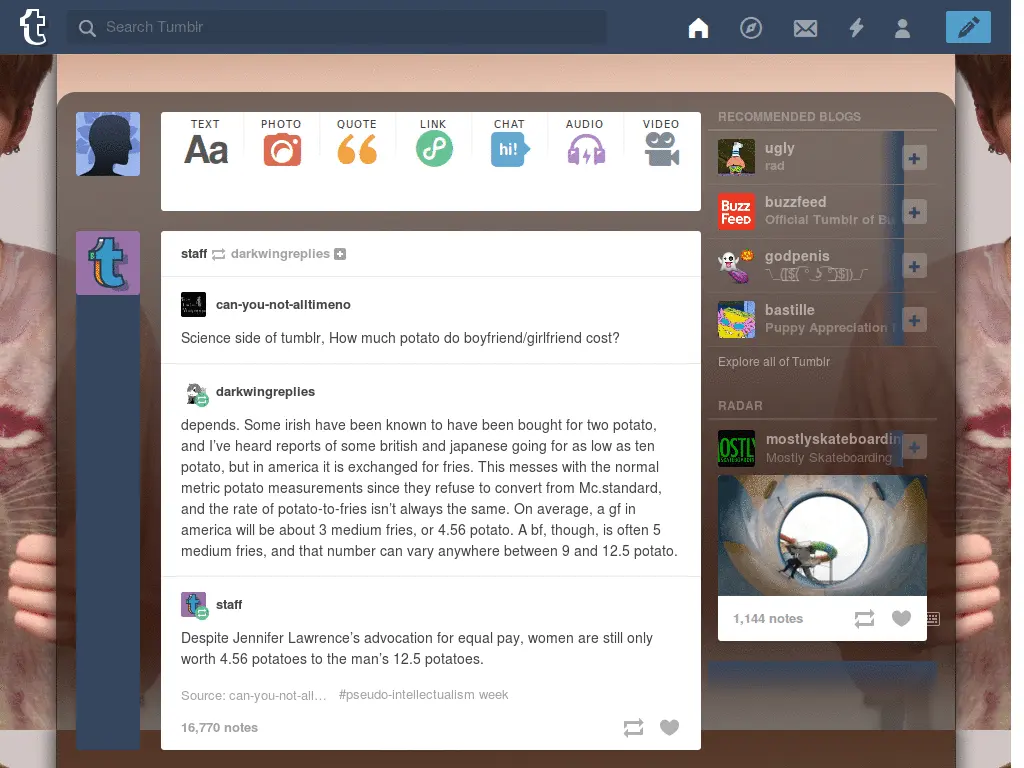 Search Tumblr
TEXT
PHOTO
QUOTE
LINK
CHAT
AUDIO
VIDEO
Aa
hi!
staff darkwingreplies
can-you-not-alltimeno
Science side of tumblr, How much potato do boyfriend/girlfriend cost?
darkwingreplies
depends. Some irish have been known to have been bought for two potato,
and I’ve heard reports of some british and japanese going for as low as ten
potato, but in america it is exchanged for fries. This messes with the normal
metric potato measurements since they refuse to convert from Mc.standard,
and the rate of potato-to-fries isn’t always the same. On average, a gf in
america will be about 3 medium fries, or 4.56 potato. A bf, though, is often 5
medium fries, and that number can vary anywhere between 9 and 12.5 potato.
staff
Despite Jennifer Lawrence’s advocation for equal pay, women are still only
worth 4.56 potatoes to the man’s 12.5 potatoes.
Source: can-you-not-all… #pseudo-intellectualism week
16,770 notes
RECOMMENDED BLOGS
ugly
rad
Buzz
Feed
buzzfeed
Official Tumblr of Bu
godpenis
bastille
Puppy Appreciation
Explore all of Tumblr
RADAR
OSTL
mostlyskateboardin
Mostly Skateboarding
1,144 notes